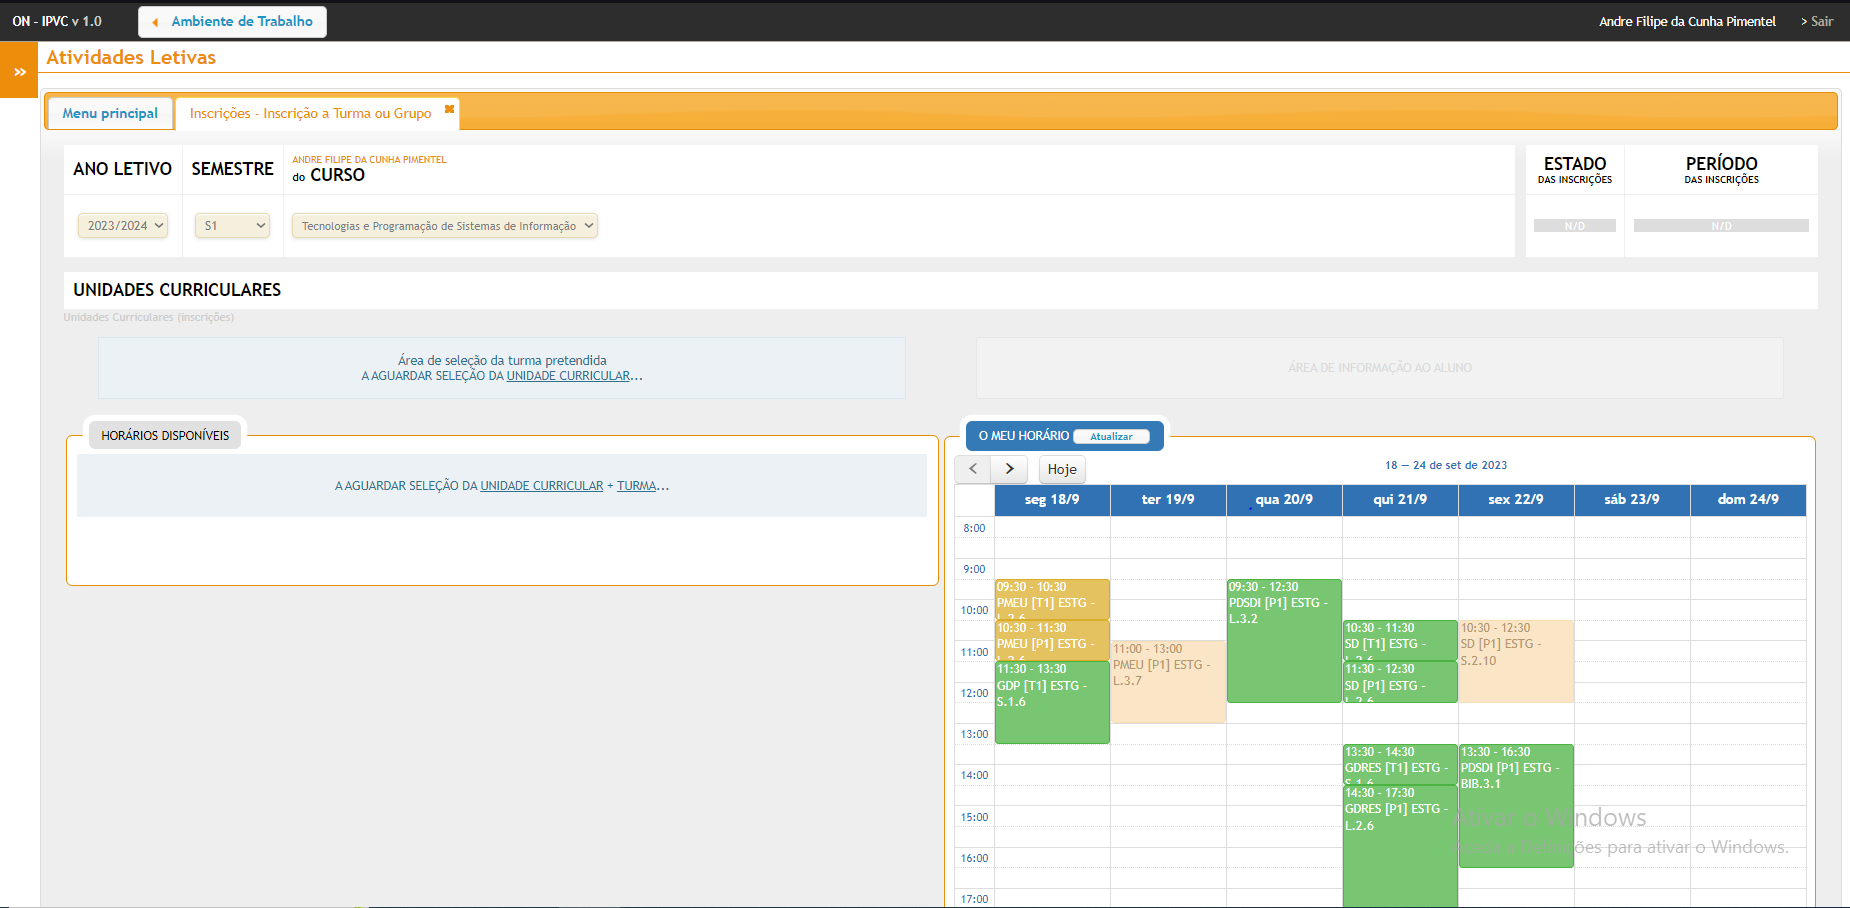 ON - IPVC v 1.0
Ambiente de Trabalho
Andre Filipe da Cunha Pimentel
> Sair
»
Atividades Letivas
Menu principal
Inscrições - Inscrição a Turma ou Grupo
ANO LETIVO
SEMESTRE
ANDRE FILIPE DA CUNHA PIMENTEL
do CURSO
ESTADO
DAS INSCRIÇÕES
PERÍODO
DAS INSCRIÇÕES
2023/2024
S1
Tecnologias e Programação de Sistemas de Informação
N/D
N/D
UNIDADES CURRICULARES
Unidades Curriculares (inscrições)
Área de seleção da turma pretendida
A AGUARDAR SELEÇÃO DA UNIDADE CURRICULAR...
ÁREA DE INFORMAÇÃO AO ALUNO
HORÁRIOS DISPONÍVEIS
A AGUARDAR SELEÇÃO DA UNIDADE CURRICULAR + TURMA...
O MEU HORÁRIO
Atualizar
Hoje
18 — 24 de set de 2023
seg 18/9
ter 19/9
qua 20/9
qui 21/9
sex 22/9
sáb 23/9
dom 24/9
8:00
9:00
10:00
11:00
12:00
13:00
14:00
15:00
16:00
17:00
09:30 - 10:30
PMEU [T1] ESTG -
L.2.6
10:30 - 11:30
PMEU [P1] ESTG -
L.2.6
11:30 - 13:30
GDP [T1] ESTG -
S.1.6
11:00 - 13:00
PMEU [P1] ESTG -
L.3.7
09:30 - 12:30
PDSDI [P1] ESTG -
L.3.2
10:30 - 11:30
SD [T1] ESTG -
L.2.6
11:30 - 12:30
SD [P1] ESTG -
L.2.6
13:30 - 14:30
GDRES [T1] ESTG -
S.1.6
14:30 - 17:30
GDRES [P1] ESTG -
L.2.6
10:30 - 12:30
SD [P1] ESTG -
S.2.10
13:30 - 16:30
PDSDI [P1] ESTG -
BIB.3.1
Ativar o Windows
para ativar o Windows.